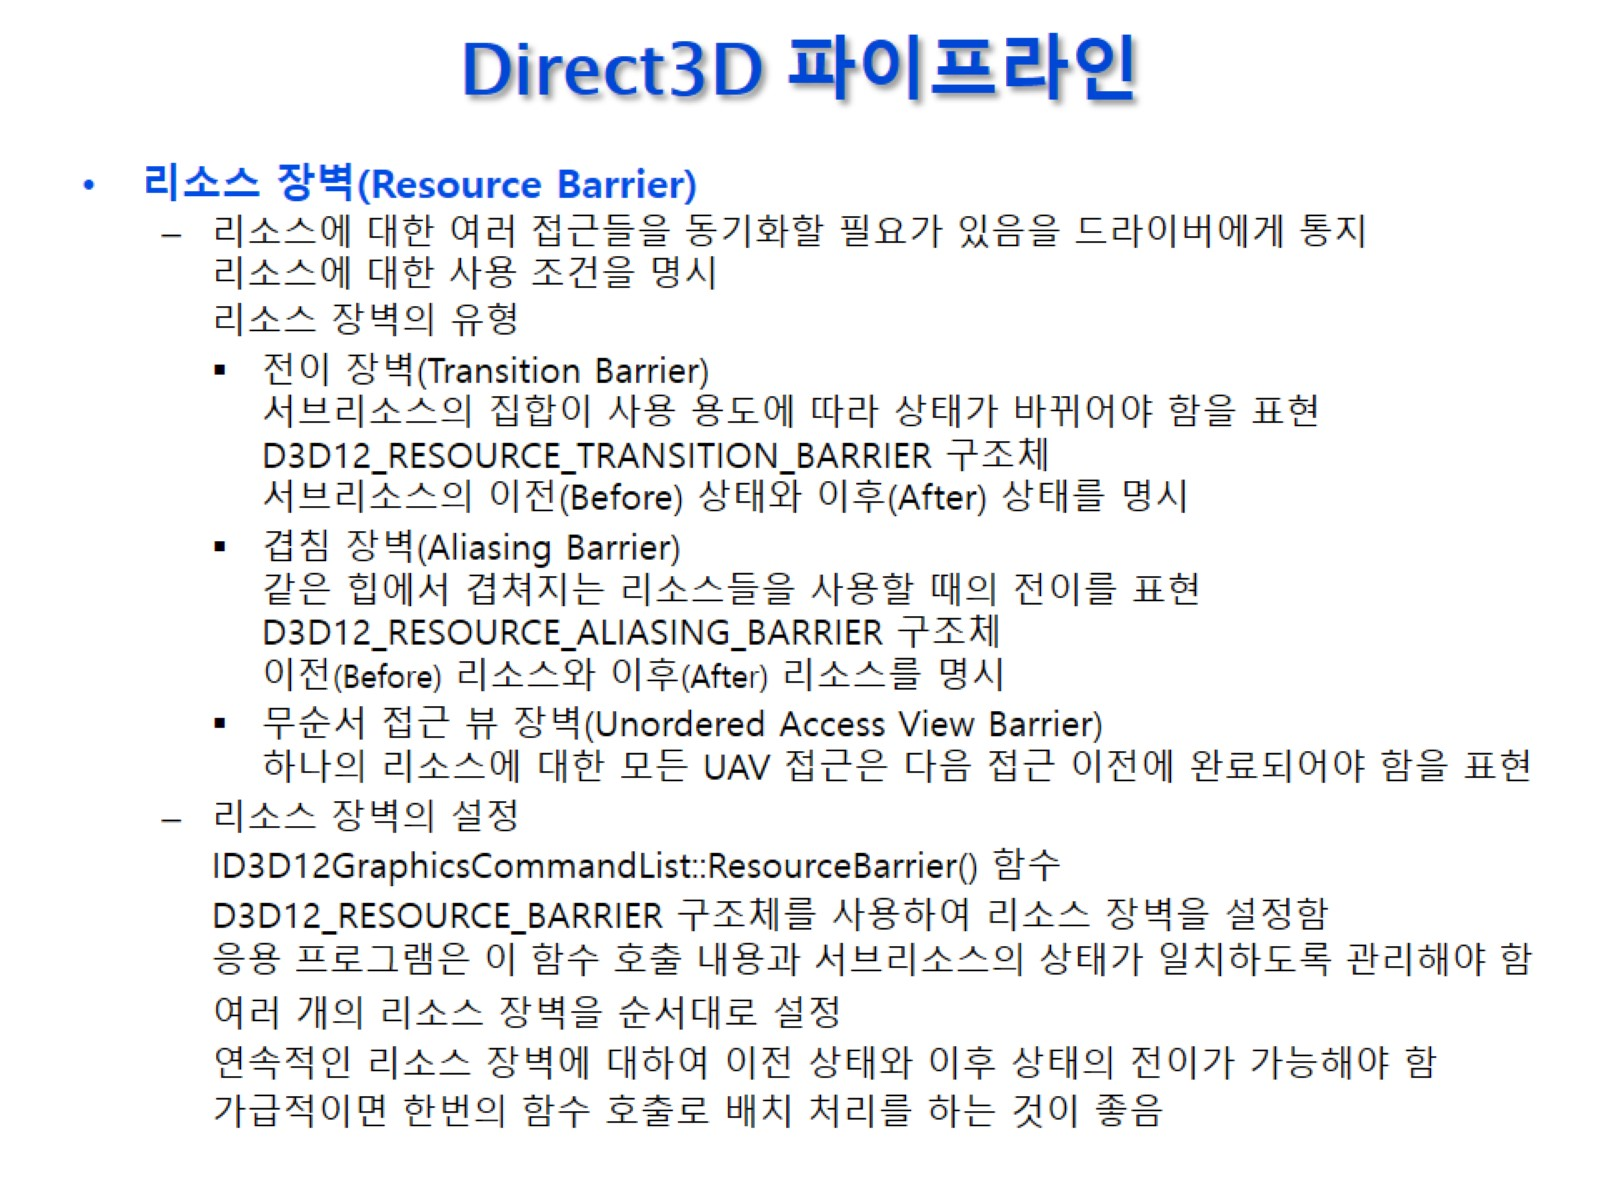 Direct3D 파이프라인
• 리소스 장벽(Resource Barrier)
– 리소스에 대한 여러 접근들을 동기화할 필요가 있음을 드라이버에게 통지
리소스에 대한 사용 조건을 명시
리소스 장벽의 유형
▪ 전이 장벽(Transition Barrier)
서브리소스의 집합이 사용 용도에 따라 상태가 바뀌어야 함을 표현
D3D12_RESOURCE_TRANSITION_BARRIER 구조체
서브리소스의 이전(Before) 상태와 이후(After) 상태를 명시
▪ 겹침 장벽(Aliasing Barrier)
같은 힙에서 겹쳐지는 리소스들을 사용할 때의 전이를 표현
D3D12_RESOURCE_ALIASING_BARRIER 구조체
이전(Before) 리소스와 이후(After) 리소스를 명시
▪ 무순서 접근 뷰 장벽(Unordered Access View Barrier)
하나의 리소스에 대한 모든 UAV 접근은 다음 접근 이전에 완료되어야 함을 표현
– 리소스 장벽의 설정
ID3D12GraphicsCommandList::ResourceBarrier() 함수
D3D12_RESOURCE_BARRIER 구조체를 사용하여 리소스 장벽을 설정함
응용 프로그램은 이 함수 호출 내용과 서브리소스의 상태가 일치하도록 관리해야 함
여러 개의 리소스 장벽을 순서대로 설정
연속적인 리소스 장벽에 대하여 이전 상태와 이후 상태의 전이가 가능해야 함
가급적이면 한번의 함수 호출로 배치 처리를 하는 것이 좋음